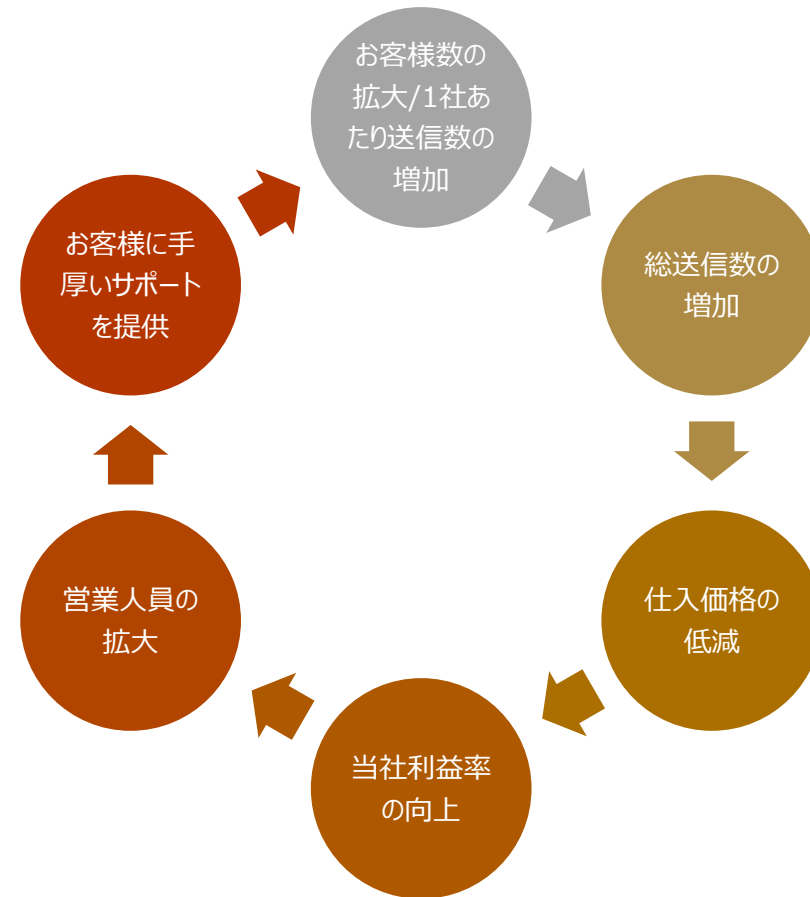 お客様数の
拡大/1社あ
たり送信数の
増加
総送信数の
増加
仕入価格の
低減
当社利益率
の向上
営業人員の
拡大
お客様に手
厚いサポート
を提供